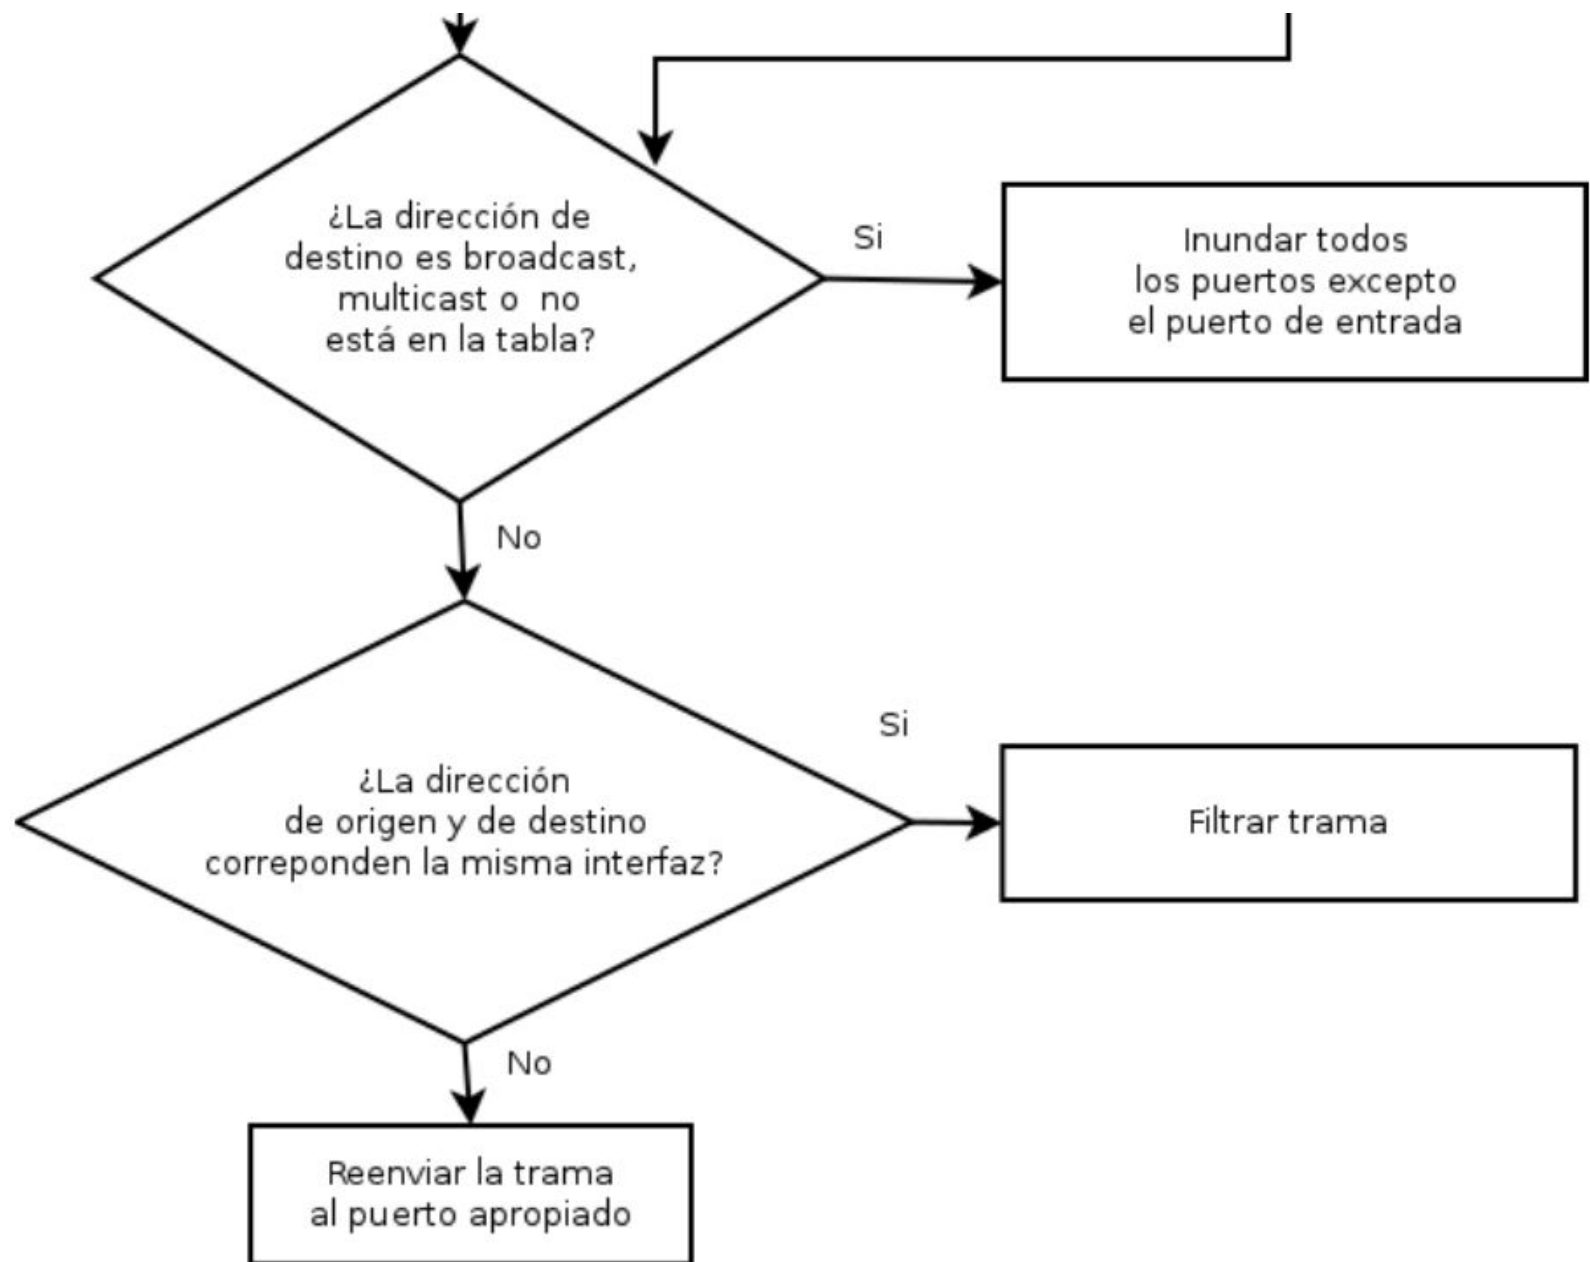 ¿La dirección de
destino es broadcast,
multicast o  no
está en la tabla?
Si
Inundar todos
los puertos excepto
el puerto de entrada
No
¿La dirección
de origen y de destino
correponden la misma interfaz?
Si
Filtrar trama
No
Reenviar la trama
al puerto apropiado